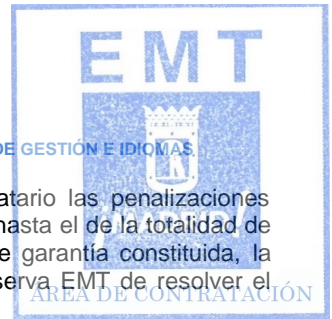 EMT
DE GESTIÓN E IDIOMAS
atario las penalizaciones
hasta el de la totalidad de
e garantía constituida, la
serva EMT de resolver el
¡MADRID!
ÁREA DE CONTRATACIÓN